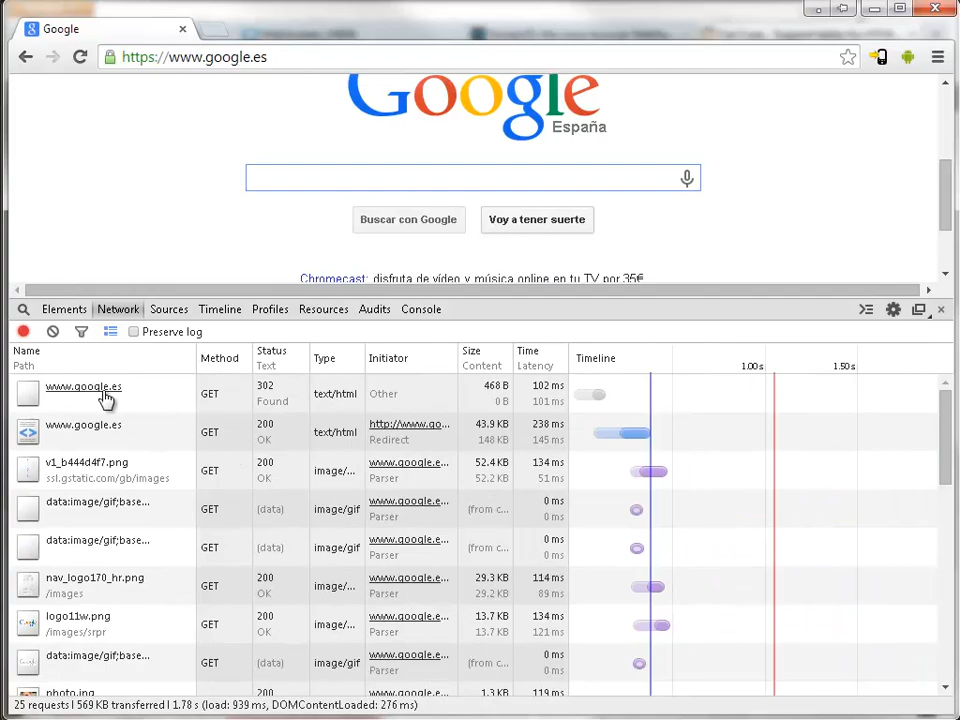 Google
https://www.google.es
Google
España
Buscar con Google
Voy a tener suerte
Chromecast: disfruta de vídeo y música online en tu TV por 35€
Elements Network Sources Timeline Profiles Resources Audits Console
Preserve log
Name Path Method Status Text Type Initiator Size Content Time Latency Timeline 1.00s 1.50s
www.google.es GET 302 Found text/html Other 468 B 0 B 102 ms 101 ms
www.google.es GET 200 OK text/html http://www.go... Redirect 43.9 KB 148 KB 238 ms 145 ms
v1_b444d4f7.png ssl.gstatic.com/gb/images GET 200 OK image/... www.google.e... Parser 52.4 KB 52.2 KB 134 ms 51 ms
data:image/gif;base... GET (data) image/gif www.google.e... Parser (from c... 0 ms 0 ms
data:image/gif;base... GET (data) image/gif www.google.e... Parser (from c... 0 ms 0 ms
nav_logo170_hr.png /images GET 200 OK image/... www.google.e... Parser 29.3 KB 29.2 KB 114 ms 89 ms
logo11w.png /images/srpr GET 200 OK image/... www.google.e... Parser 13.7 KB 13.7 KB 134 ms 121 ms
data:image/gif;base... GET (data) image/gif www.google.e... Parser (from c... 0 ms 0 ms
photo.jpg 200 www.google.e... 1.3 KB 119 ms
25 requests | 569 KB transferred | 1.78 s (load: 939 ms, DOMContentLoaded: 276 ms)